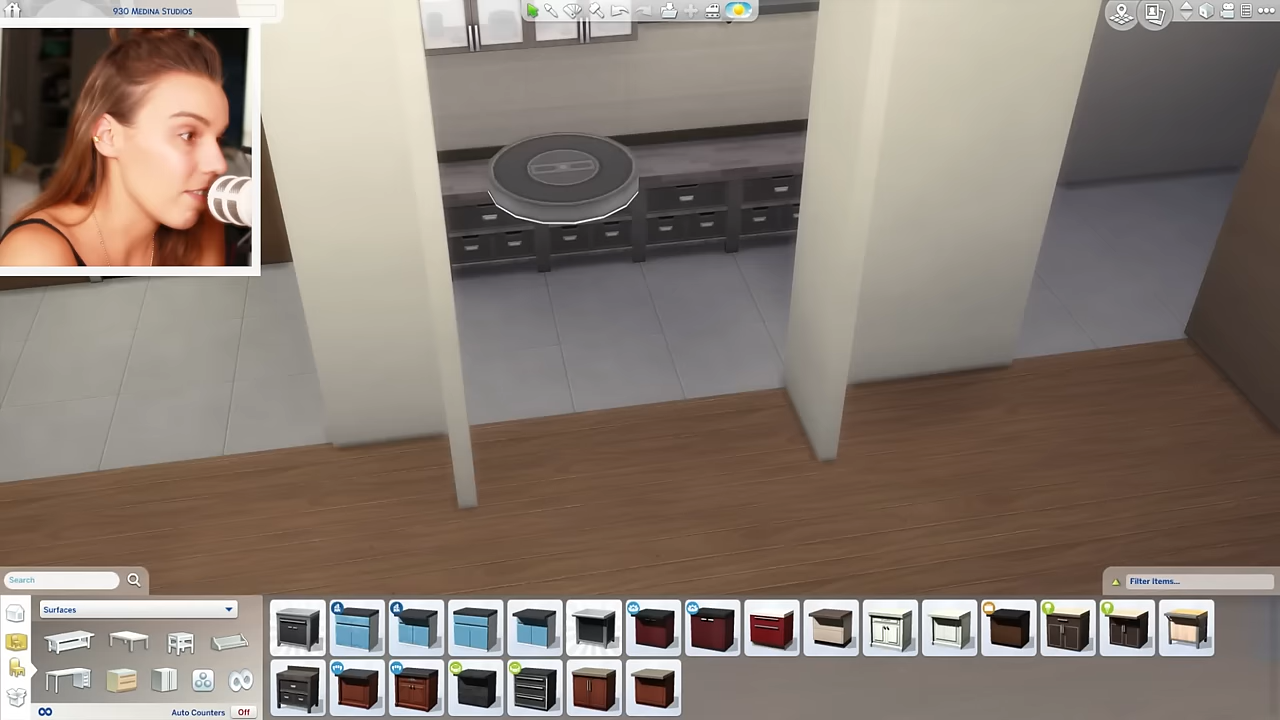 930 Medina Studios
Search
Filter Items...
Surfaces
Auto Counters
Off